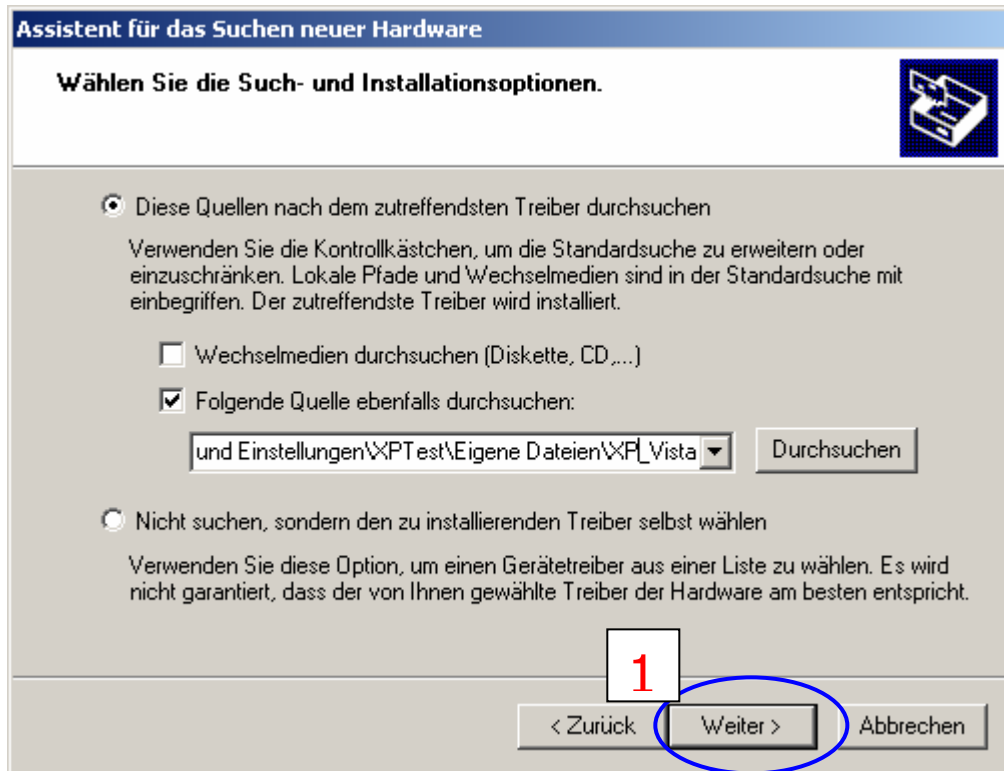 Assistent für das Suchen neuer Hardware
Wählen Sie die Such- und Installationsoptionen.
Diese Quellen nach dem zutreffendsten Treiber durchsuchen
Verwenden Sie die Kontrollkästchen, um die Standardsuche zu erweitern oder
einzuschränken. Lokale Pfade und Wechselmedien sind in der Standardsuche mit
einbegriffen. Der zutreffendste Treiber wird installiert.
Wechselmedien durchsuchen (Diskette, CD,...)
Folgende Quelle ebenfalls durchsuchen:
und Einstellungen\XPTest\Eigene Dateien\XP_Vista
Durchsuchen
Nicht suchen, sondern den zu installierenden Treiber selbst wählen
Verwenden Sie diese Option, um einen Gerätetreiber aus einer Liste zu wählen. Es wird
nicht garantiert, dass der von Ihnen gewählte Treiber der Hardware am besten entspricht.
1
< Zurück Weiter > Abbrechen